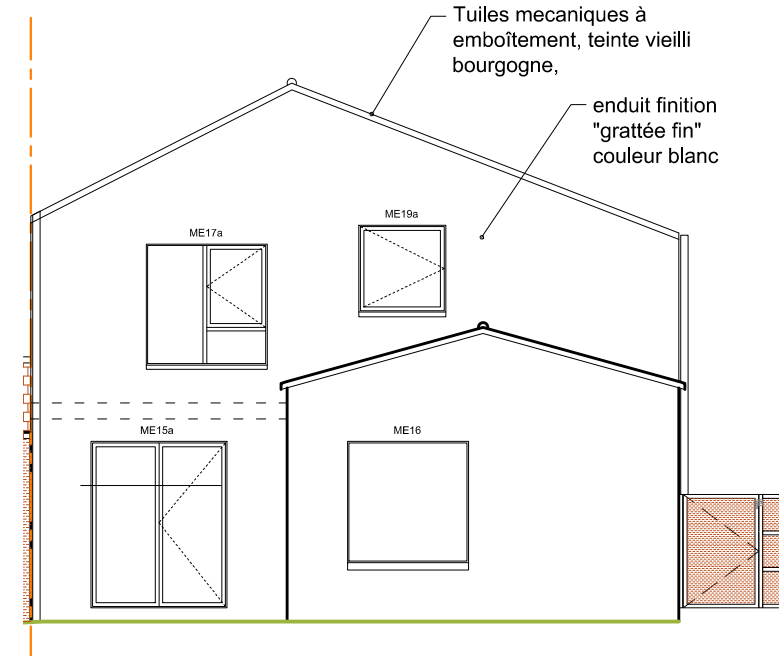 Tuiles mecaniques à
emboîtement, teinte vieilli
bourgogne,
enduit finition
"grattée fin"
couleur blanc
ME19a
ME17a
ME15a
ME16